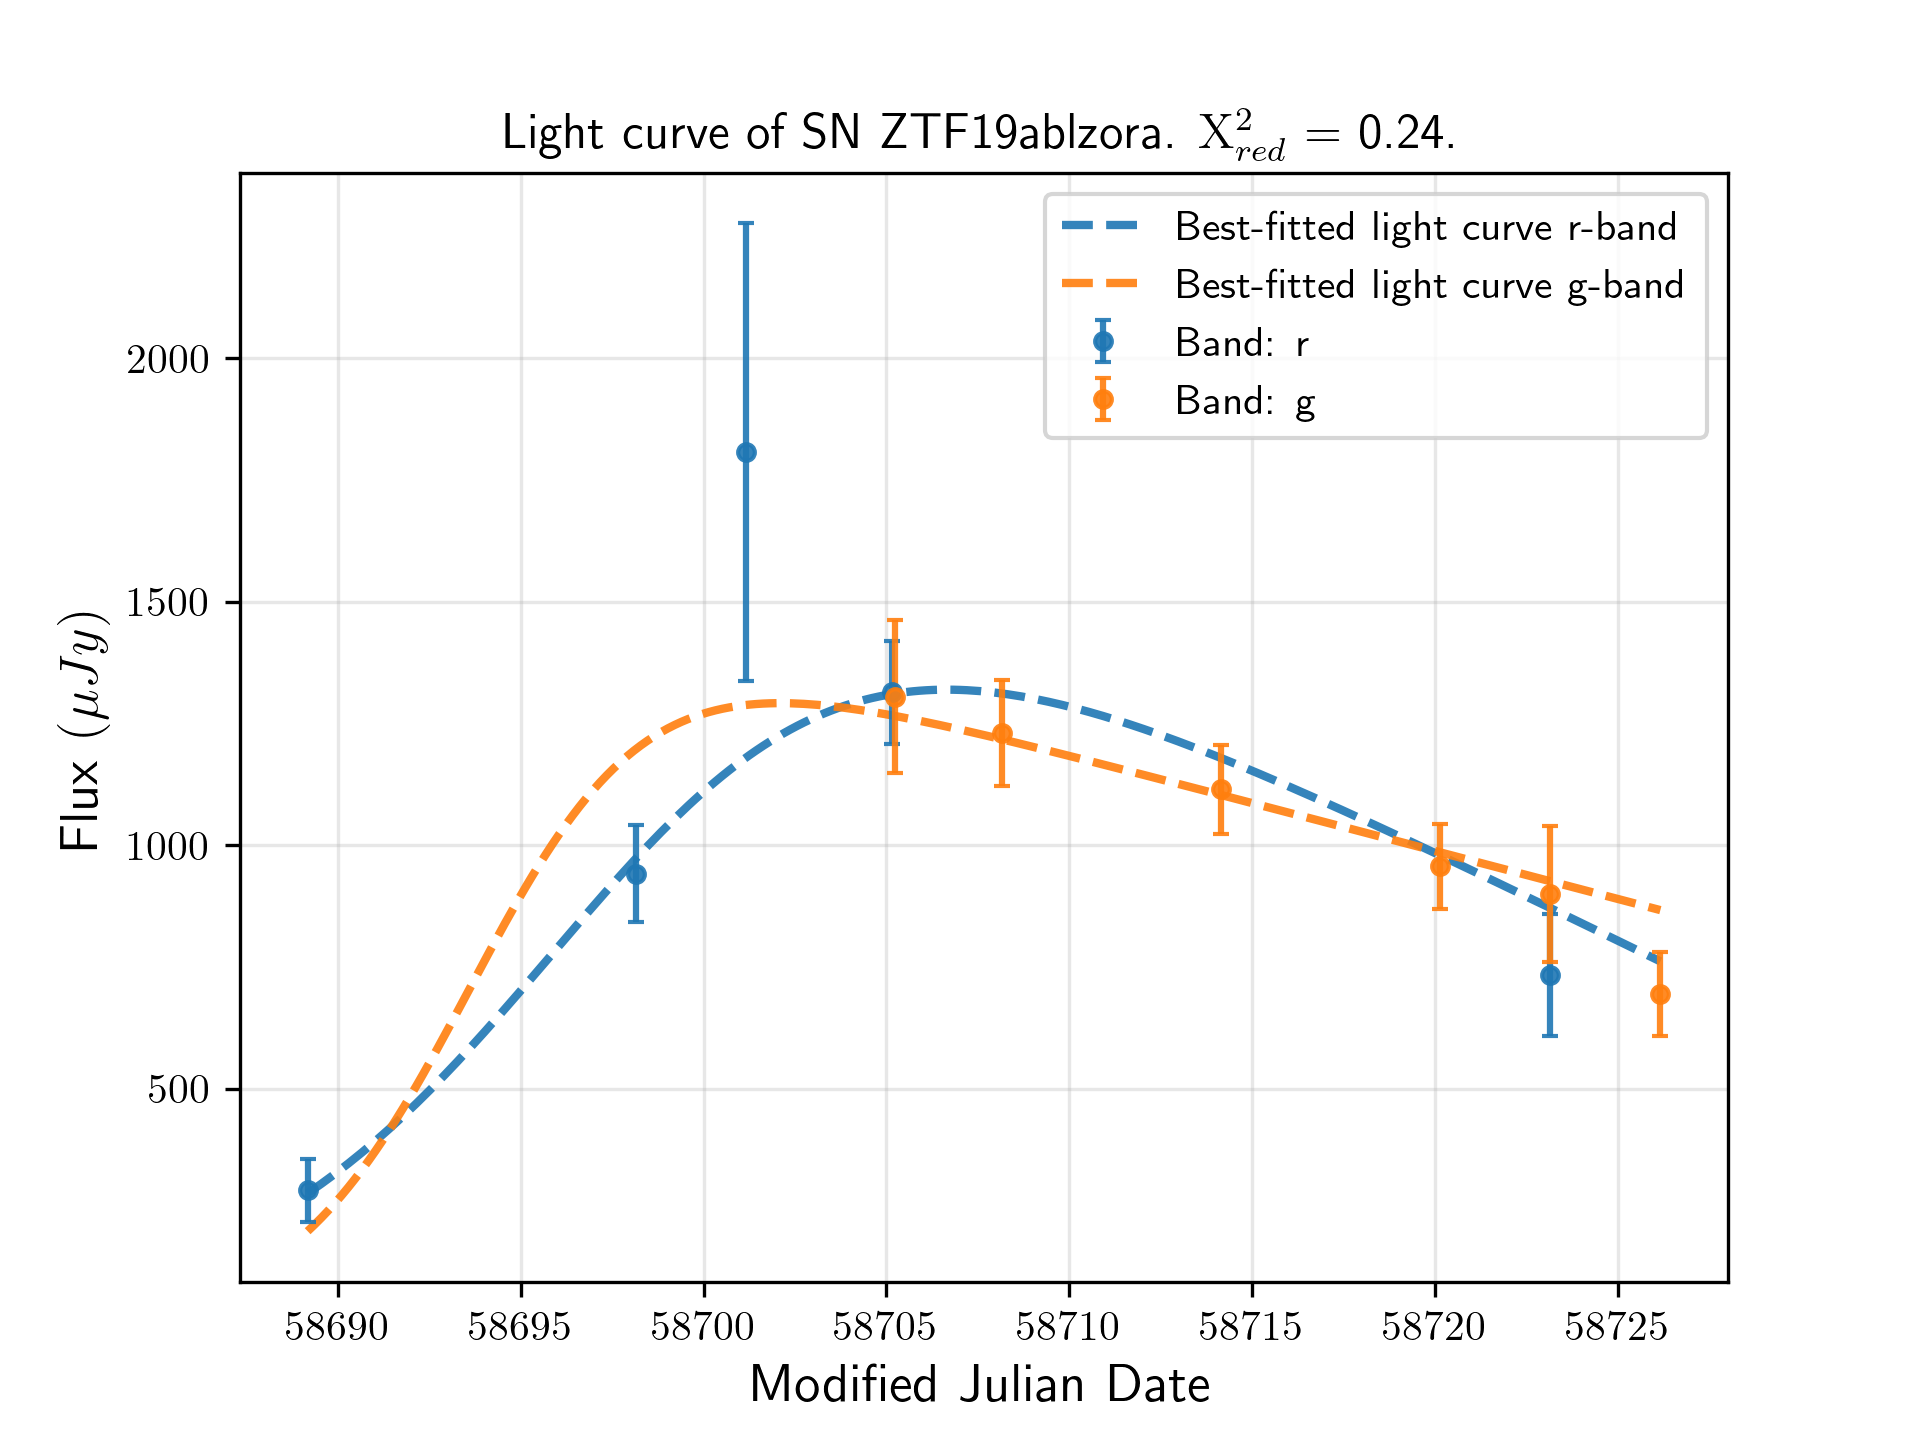 Light curve of SN ZTF19ablzora. X²_red = 0.24.
Best-fitted light curve r-band
Best-fitted light curve g-band
Band: r
Band: g
Flux (μJy)
2000
1500
1000
500
58690 58695 58700 58705 58710 58715 58720 58725
Modified Julian Date